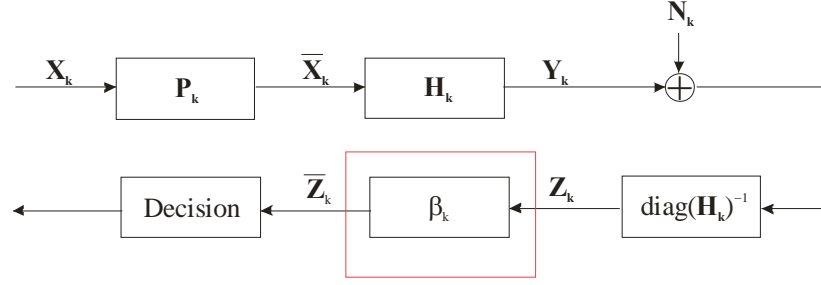 N_k
X_k P_k X̅_k H_k Y_k
Decision Z̅_k β_k Z_k diag(H_k)⁻¹